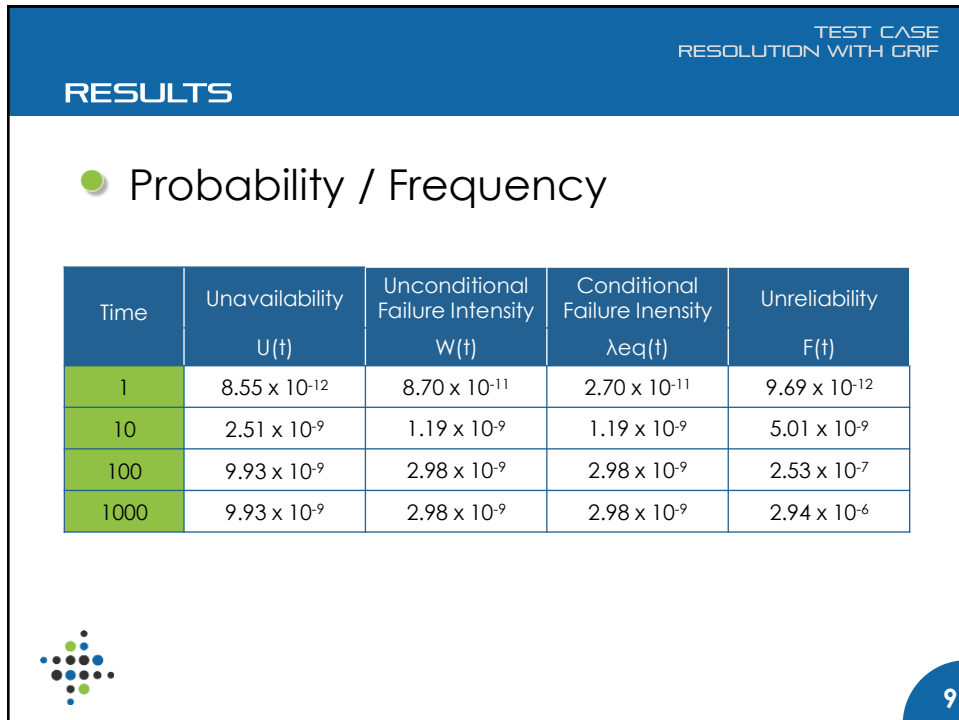 TEST CASE
RESOLUTION WITH GRIF
RESULTS
Probability / Frequency
Time
Unavailability
Unconditional
Failure Intensity
Conditional
Failure Inensity
Unreliability
U(t)
W(t)
λeq(t)
F(t)
1
8.55 x 10⁻¹²
8.70 x 10⁻¹¹
2.70 x 10⁻¹¹
9.69 x 10⁻¹²
10
2.51 x 10⁻⁹
1.19 x 10⁻⁹
1.19 x 10⁻⁹
5.01 x 10⁻⁹
100
9.93 x 10⁻⁹
2.98 x 10⁻⁹
2.98 x 10⁻⁹
2.53 x 10⁻⁷
1000
9.93 x 10⁻⁹
2.98 x 10⁻⁹
2.98 x 10⁻⁹
2.94 x 10⁻⁶
9